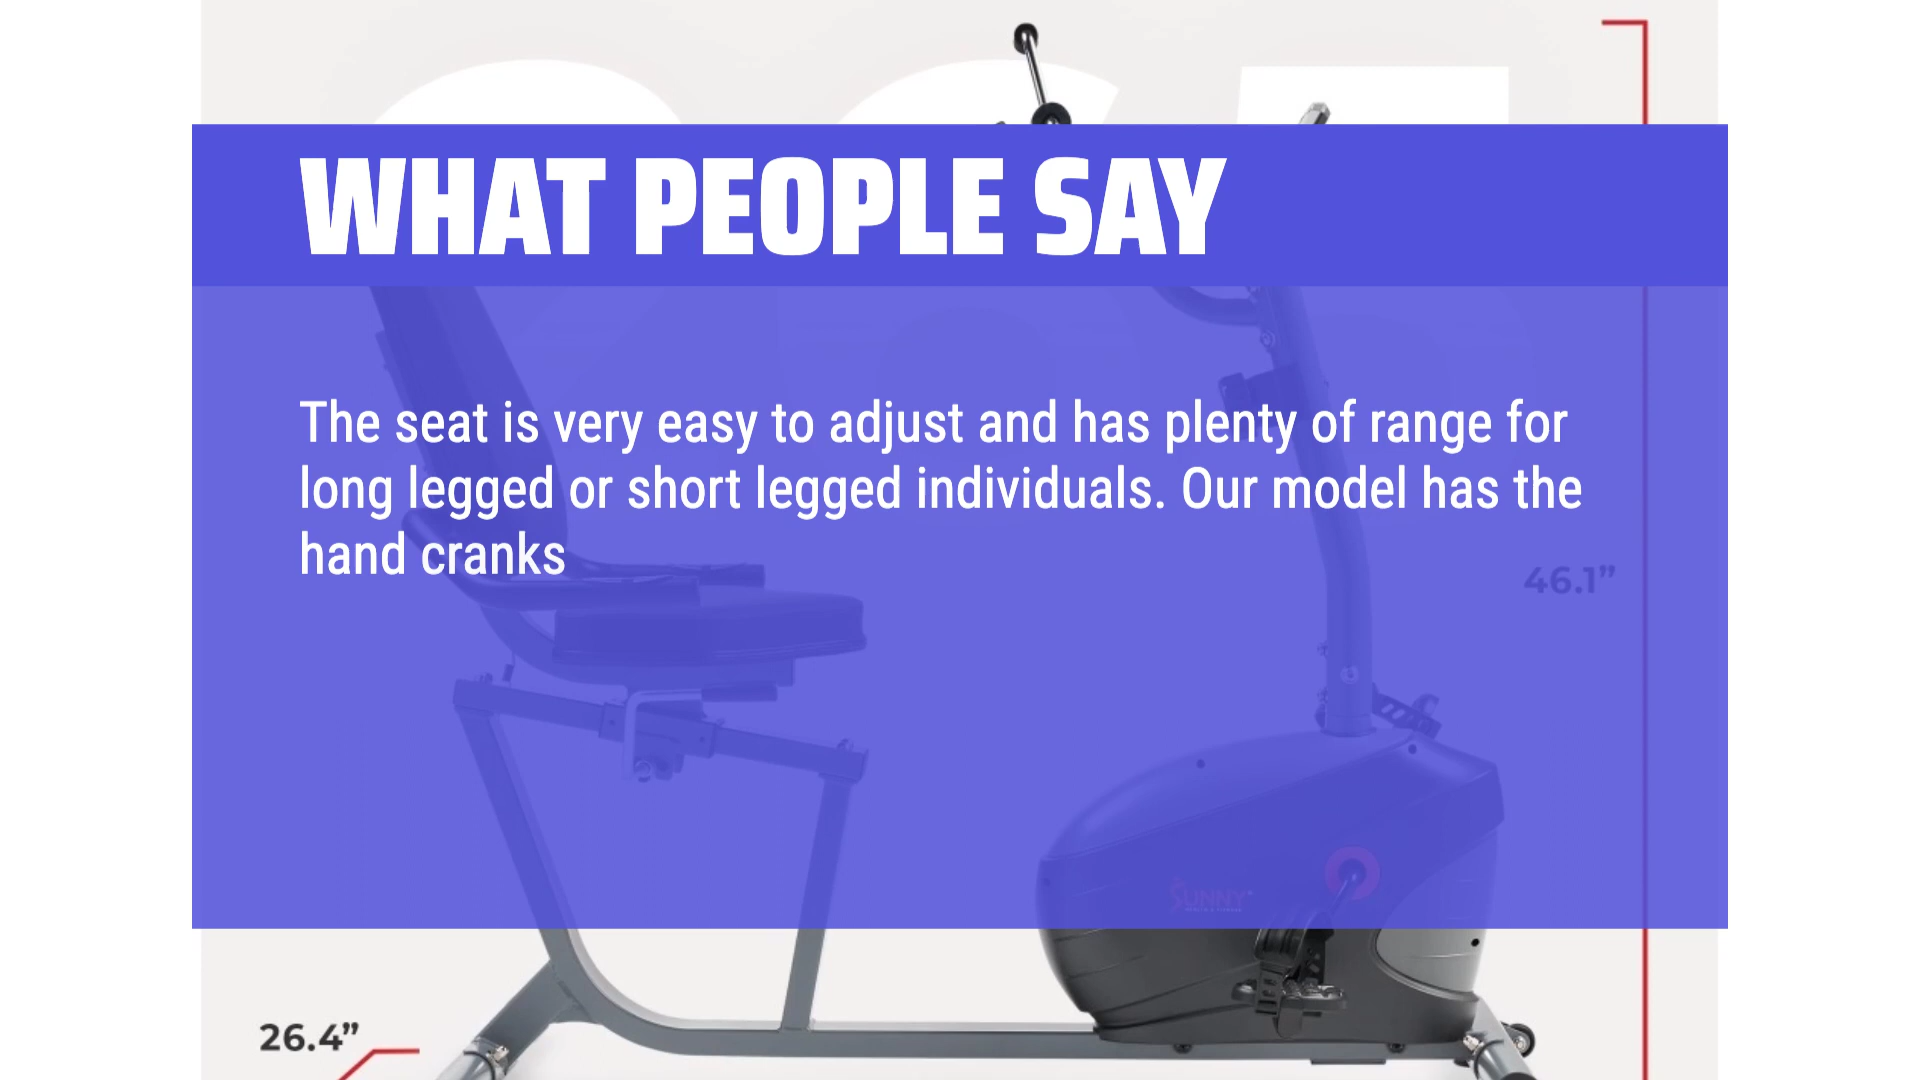 WHAT PEOPLE SAY
The seat is very easy to adjust and has plenty of range for
long legged or short legged individuals. Our model has the
hand cranks
46.1”
SUNNY
26.4”